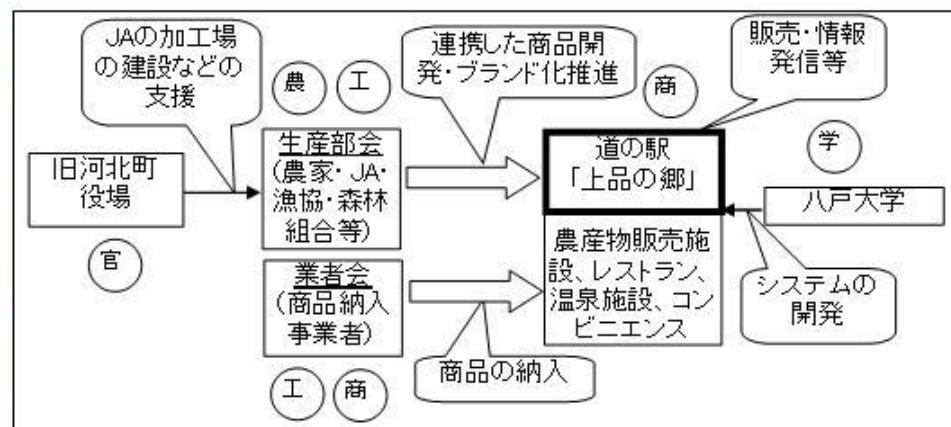 JAの加工場
の建設などの
支援
連携した商品開
発・ブランド化推進
販売・情報
発信等
農
工
商
学
旧河北町
役場
官
生産部会
(農家・JA・
漁協・森林
組合等)
道の駅
「上品の郷」
八戸大学
業者会
(商品納入
事業者)
農産物販売施
設、レストラン、
温泉施設、コン
ビニエンス
システムの
開発
商品の納入
工
商